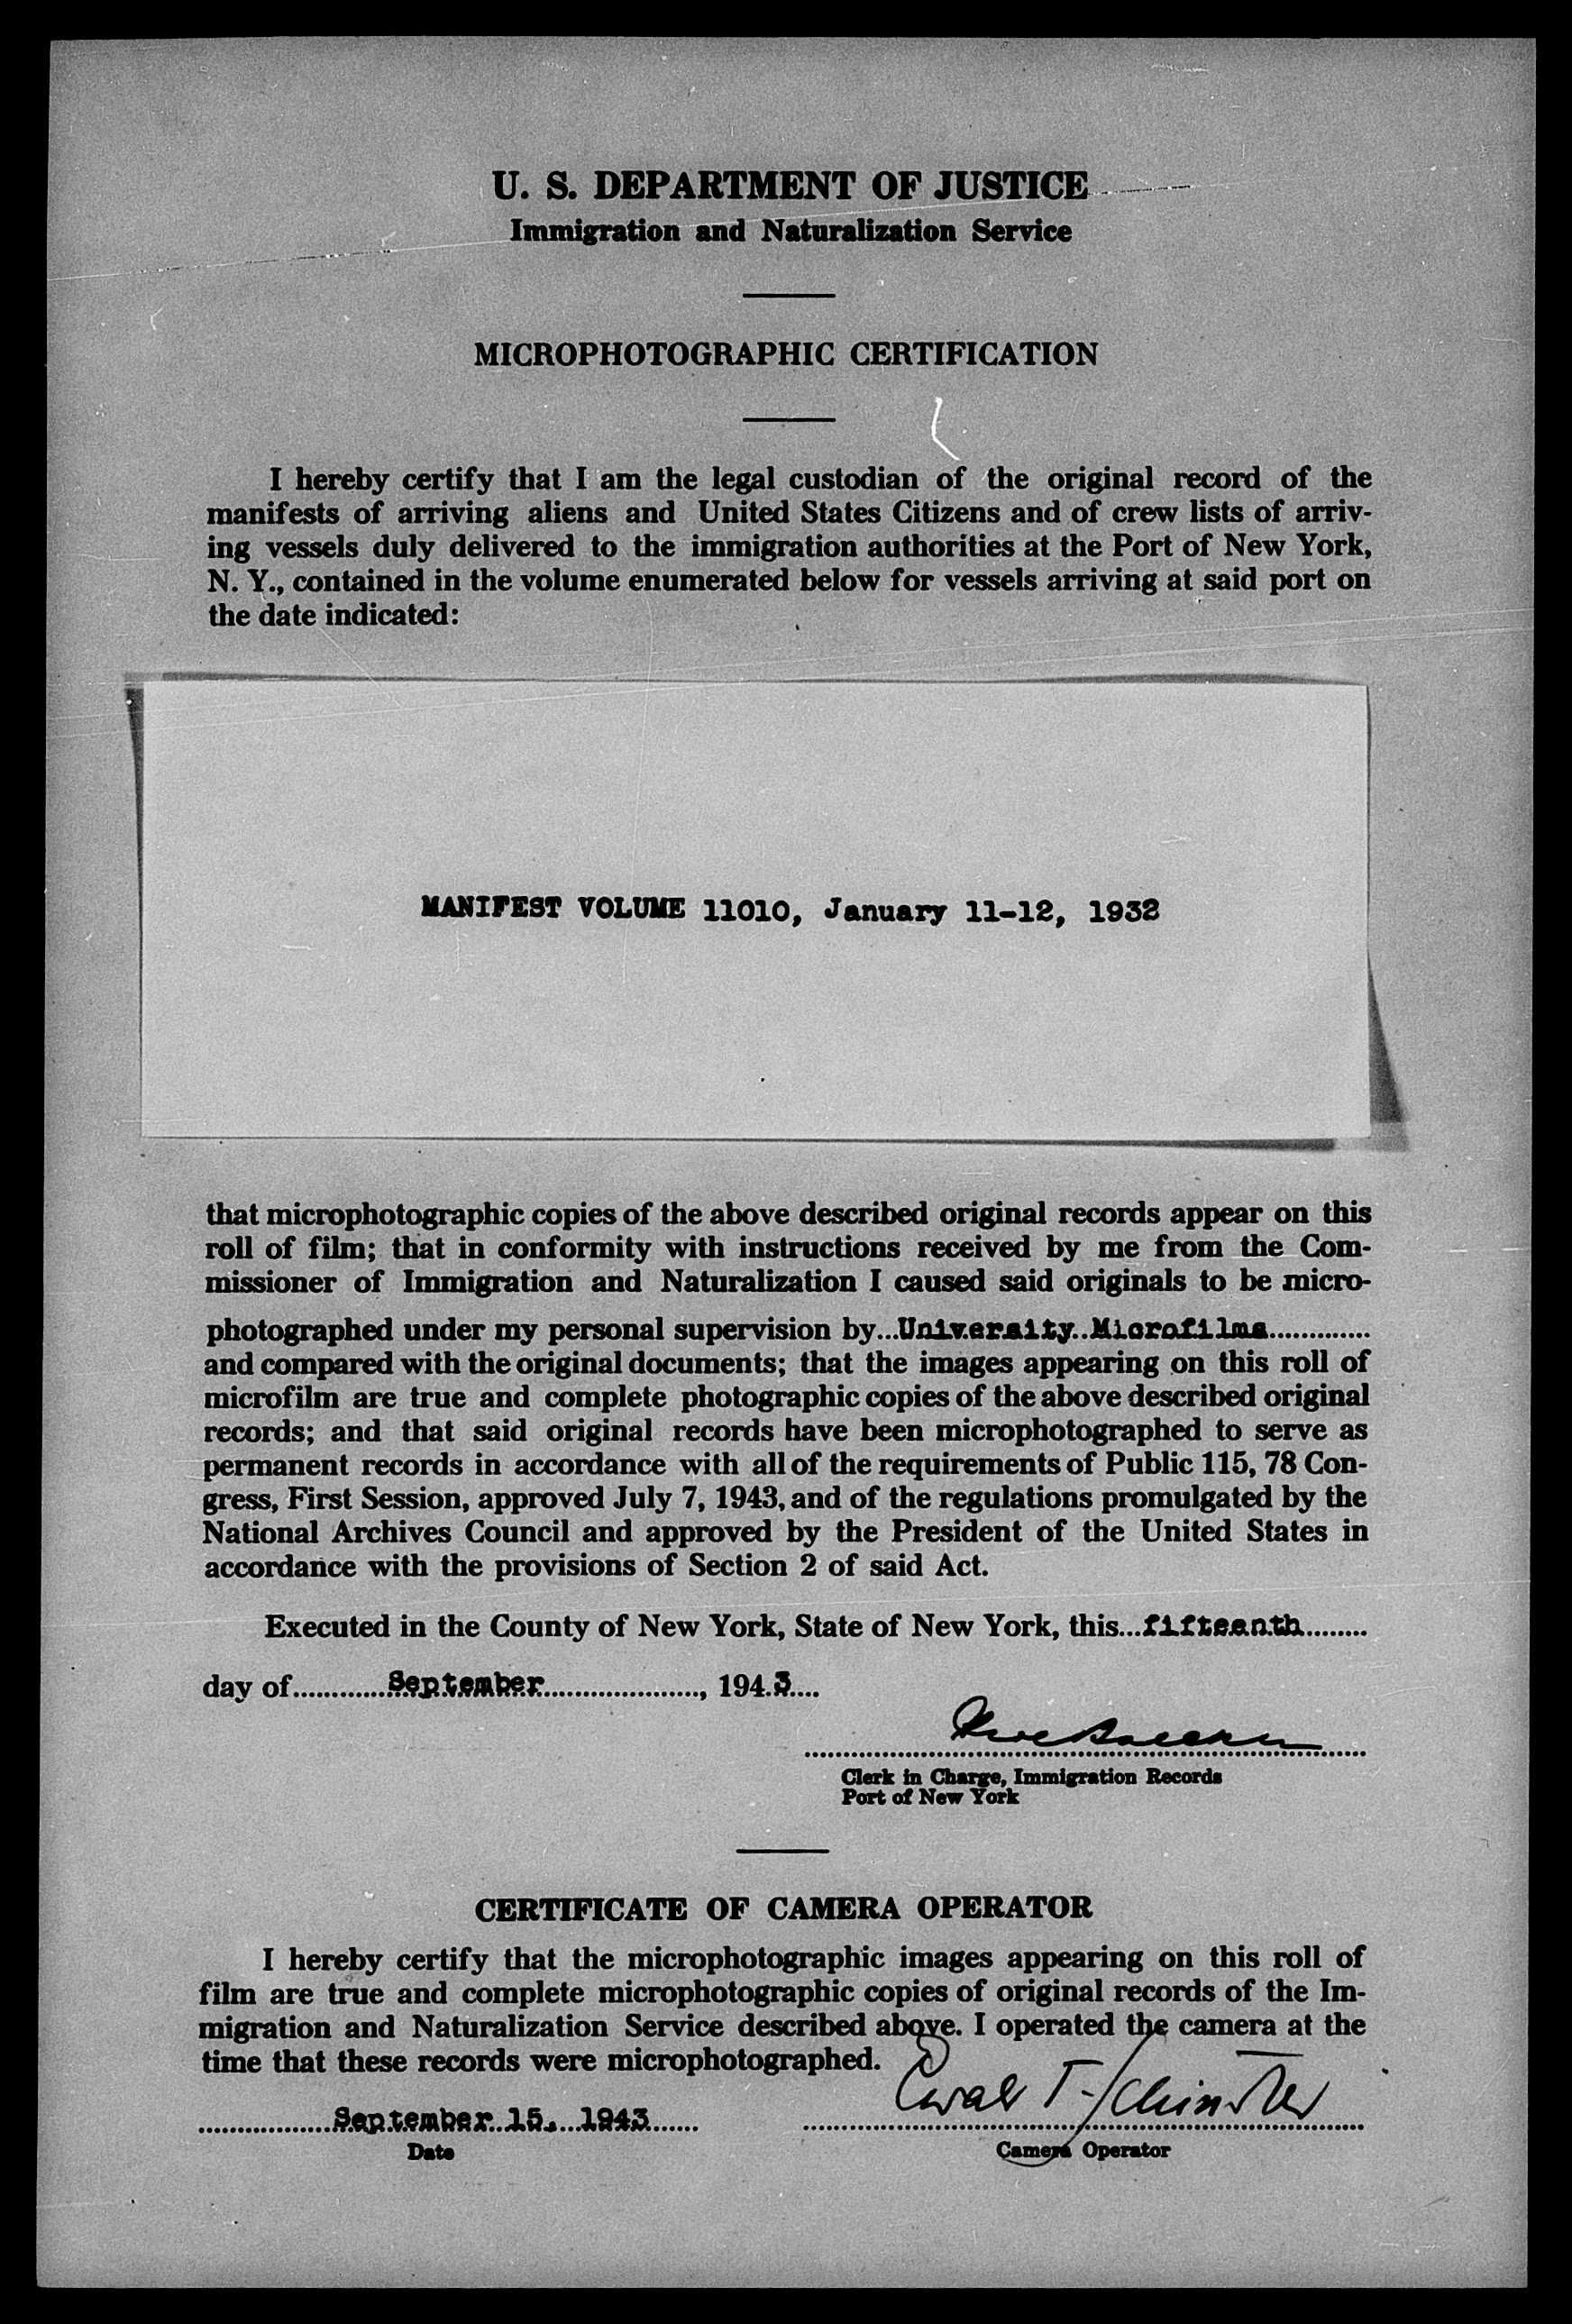 U. S. DEPARTMENT OF JUSTICE
Immigration and Naturalization Service
MICROPHOTOGRAPHIC CERTIFICATION
I hereby certify that I am the legal custodian of the original record of the
manifests of arriving aliens and United States Citizens and of crew lists of arriv-
ing vessels duly delivered to the immigration authorities at the Port of New York,
N. Y., contained in the volume enumerated below for vessels arriving at said port on
the date indicated:
MANIFEST VOLUME 11010, January 11-12, 1932
that microphotographic copies of the above described original records appear on this
roll of film; that in conformity with instructions received by me from the Com-
missioner of Immigration and Naturalization I caused said originals to be micro-
photographed under my personal supervision by...University Microfilms.............
and compared with the original documents; that the images appearing on this roll of
microfilm are true and complete photographic copies of the above described original
records; and that said original records have been microphotographed to serve as
permanent records in accordance with all of the requirements of Public 115, 78 Con-
gress, First Session, approved July 7, 1943, and of the regulations promulgated by the
National Archives Council and approved by the President of the United States in
accordance with the provisions of Section 2 of said Act.
Executed in the County of New York, State of New York, this...fifteenth.........
day of............September....................., 194.3....
Clerk in Charge, Immigration Records
Port of New York
CERTIFICATE OF CAMERA OPERATOR
I hereby certify that the microphotographic images appearing on this roll of
film are true and complete microphotographic copies of original records of the Im-
migration and Naturalization Service described above. I operated the camera at the
time that these records were microphotographed.
September 15, 1943
Date
Camera Operator